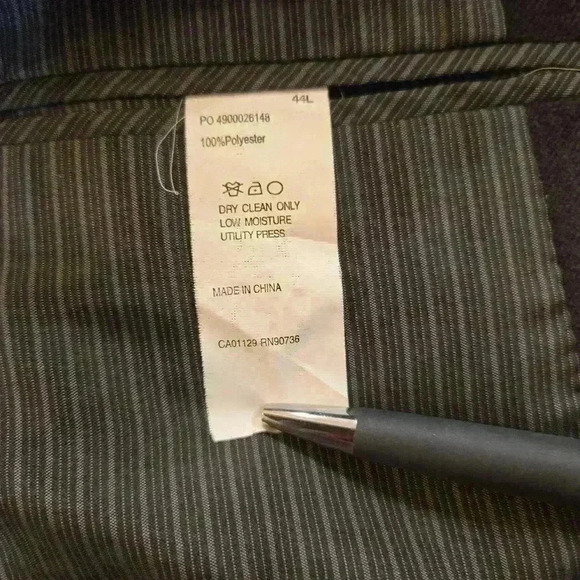 44L
PO 4900026148
100%Polyester
DRY CLEAN ONLY
LOW MOISTURE
UTILITY PRESS
MADE IN CHINA
CA01129 RN90736